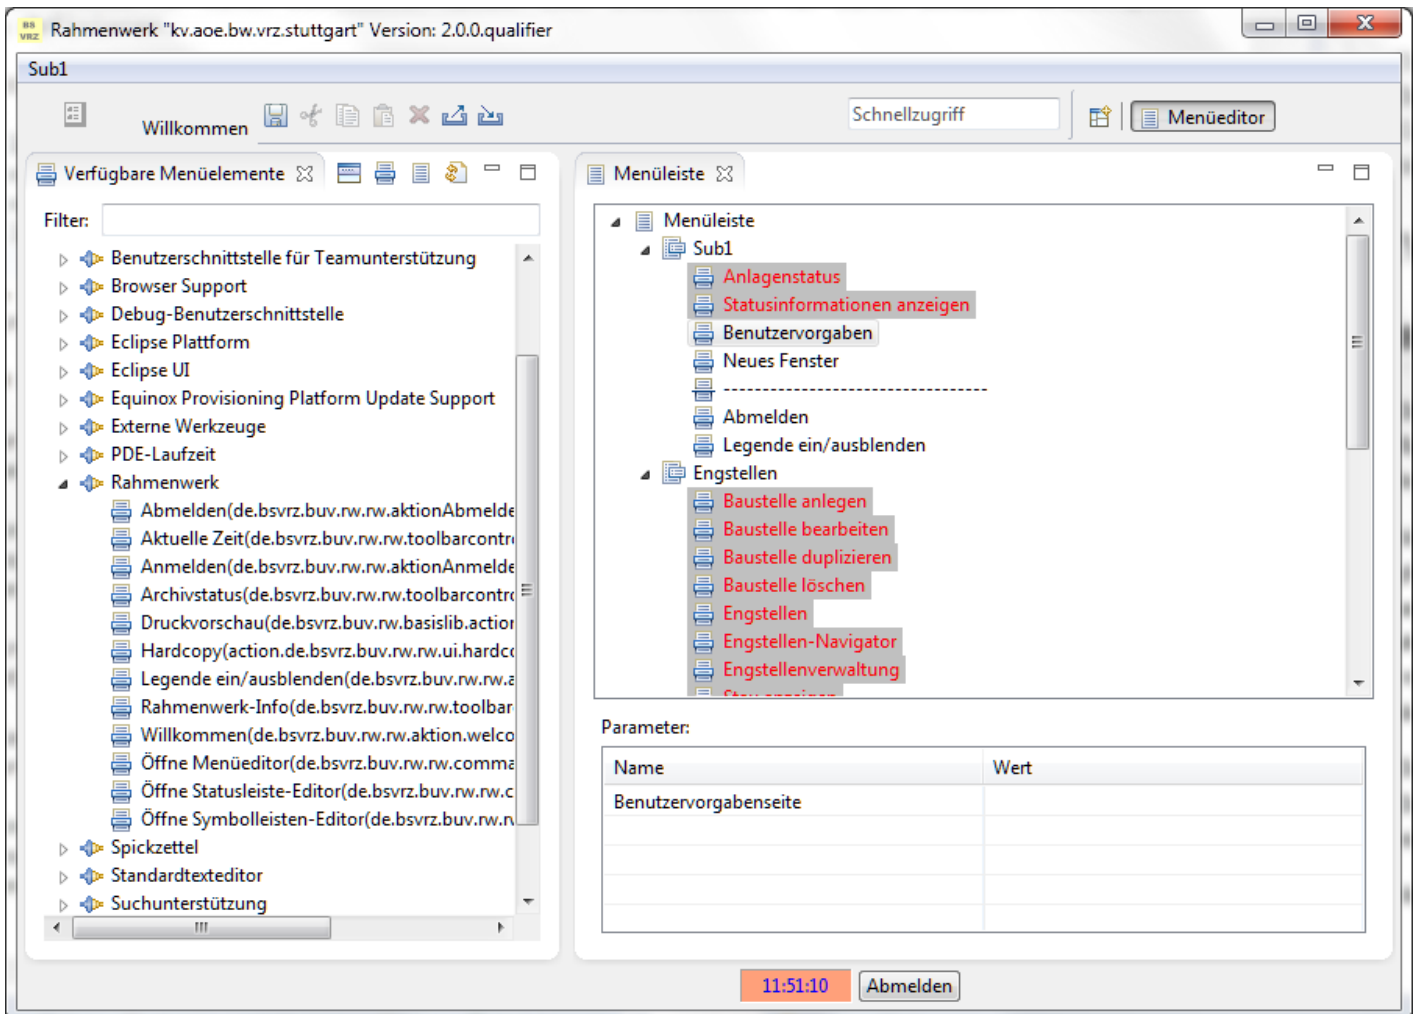 BS
VRZ
Rahmenwerk "kv.aoe.bw.vrz.stuttgart" Version: 2.0.0.qualifier
Sub1
Willkommen
Schnellzugriff
Menüeditor
Verfügbare Menüelemente
Filter:
Benutzerschnittstelle für Teamunterstützung
Browser Support
Debug-Benutzerschnittstelle
Eclipse Plattform
Eclipse UI
Equinox Provisioning Platform Update Support
Externe Werkzeuge
PDE-Laufzeit
Rahmenwerk
Abmelden(de.bsvrz.buv.rw.rw.aktionAbmelde
Aktuelle Zeit(de.bsvrz.buv.rw.rw.toolbarcontr
Anmelden(de.bsvrz.buv.rw.rw.aktionAnmelde
Archivstatus(de.bsvrz.buv.rw.rw.toolbarcontr
Druckvorschau(de.bsvrz.buv.rw.basislib.action
Hardcopy(action.de.bsvrz.buv.rw.rw.ui.hardc
Legende ein/ausblenden(de.bsvrz.buv.rw.rw.a
Rahmenwerk-Info(de.bsvrz.buv.rw.rw.toolbar
Willkommen(de.bsvrz.buv.rw.rw.aktion.welco
Öffne Menüeditor(de.bsvrz.buv.rw.rw.comma
Öffne Statusleiste-Editor(de.bsvrz.buv.rw.rw.c
Öffne Symbolleisten-Editor(de.bsvrz.buv.rw.r
Spickzettel
Standardtexteditor
Suchunterstützung
Menüleiste
Menüleiste
Sub1
Anlagenstatus
Statusinformationen anzeigen
Benutzervorgaben
Neues Fenster
----------------------------------
Abmelden
Legende ein/ausblenden
Engstellen
Baustelle anlegen
Baustelle bearbeiten
Baustelle duplizieren
Baustelle löschen
Engstellen
Engstellen-Navigator
Engstellenverwaltung
Stau anzeigen
Parameter:
Name Wert
Benutzervorgabenseite
11:51:10 Abmelden